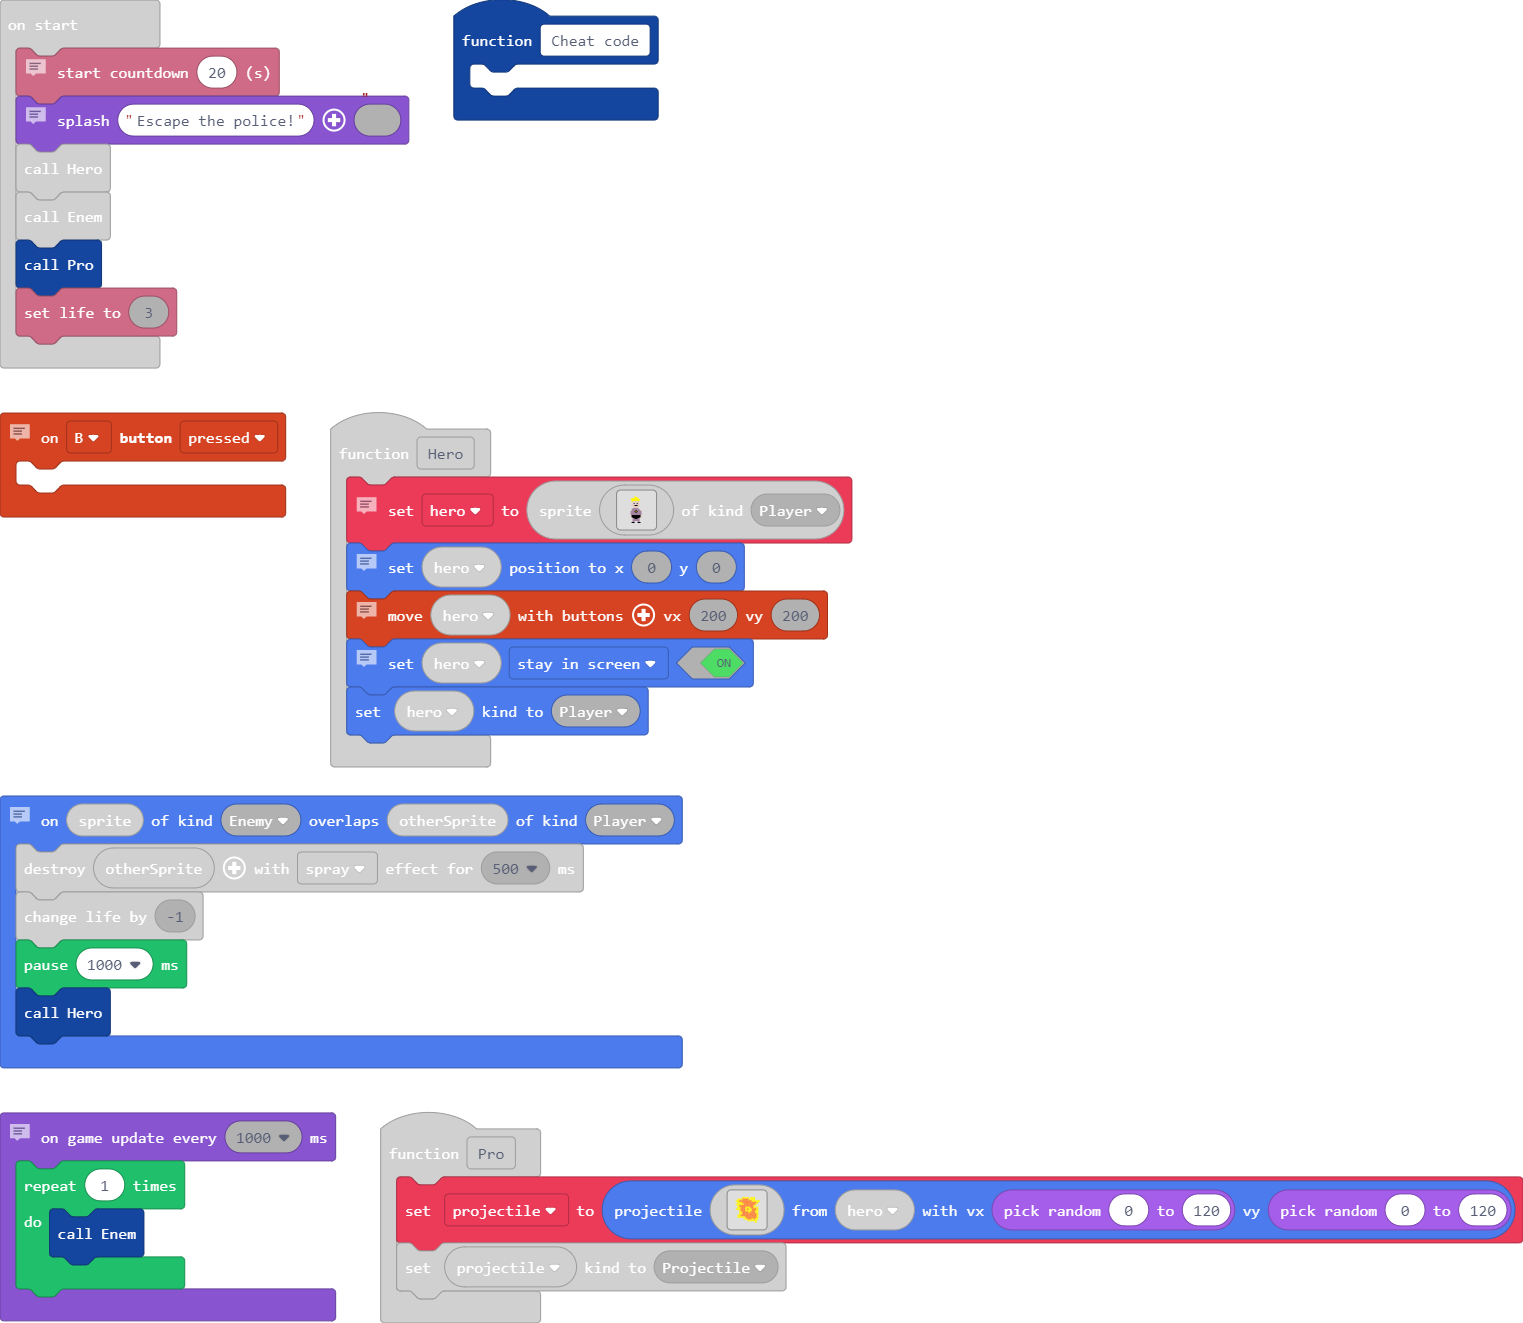 on start
start countdown 20 (s)
splash "Escape the police!" "
call Hero
call Enem
call Pro
set life to 3
function Cheat code
on B button pressed
function Hero
set hero to sprite of kind Player
set hero position to x 0 y 0
move hero with buttons vx 200 vy 200
set hero stay in screen ON
set hero kind to Player
on sprite of kind Enemy overlaps otherSprite of kind Player
destroy otherSprite with spray effect for 500 ms
change life by -1
pause 1000 ms
call Hero
on game update every 1000 ms
repeat 1 times
do call Enem
function Pro
set projectile to projectile from hero with vx pick random 0 to 120 vy pick random 0 to 120
set projectile kind to Projectile